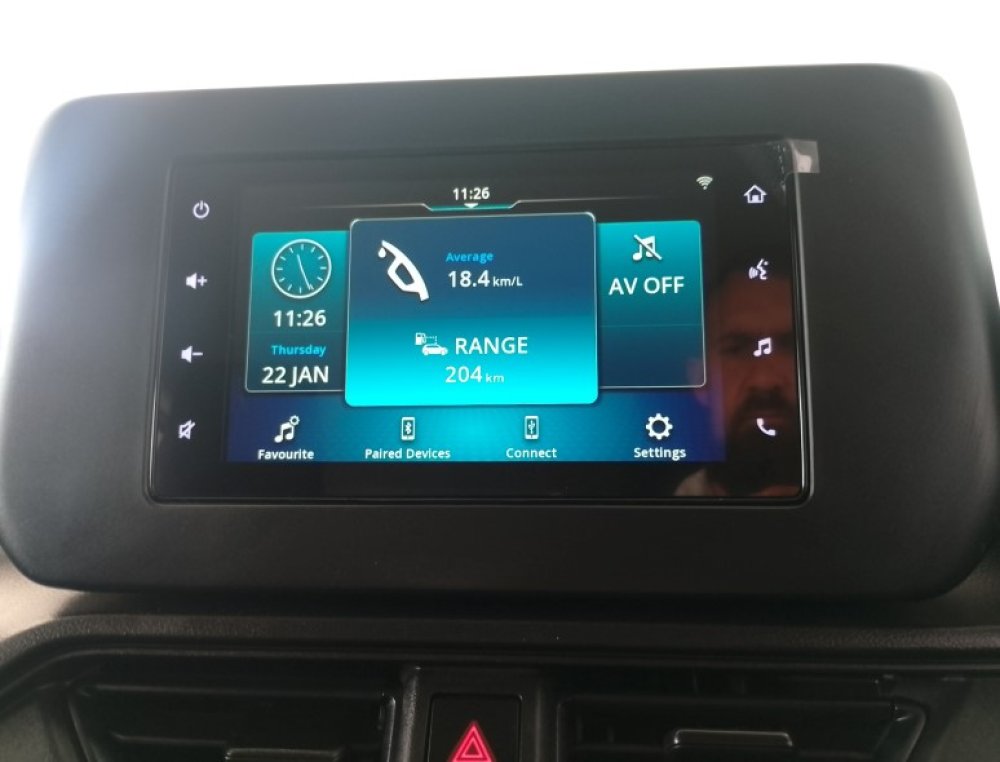 11:26
11:26
Thursday
22 JAN
Average
18.4 km/L
RANGE
204 km
AV OFF
Favourite
Paired Devices
Connect
Settings